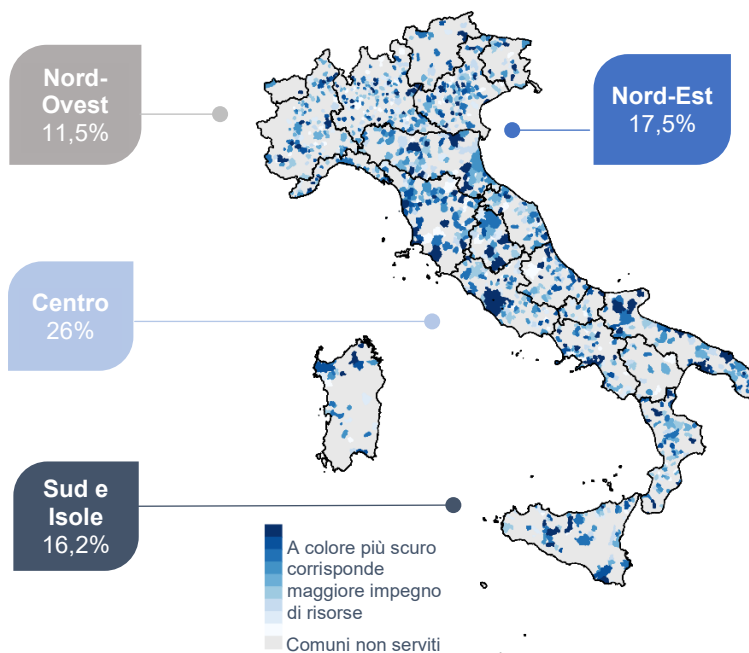 Nord-
Ovest
11,5%
Nord-Est
17,5%
Centro
26%
Sud e
Isole
16,2%
A colore più scuro
corrisponde
maggiore impegno
di risorse
Comuni non serviti